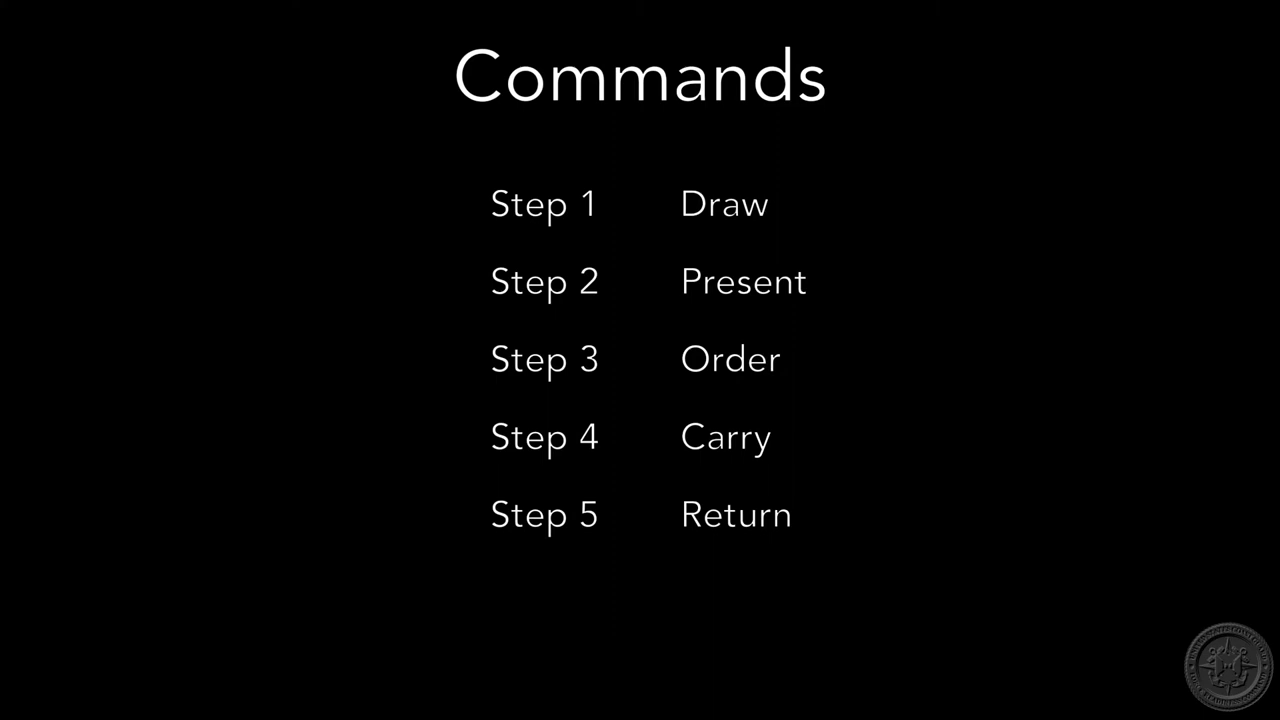 Commands
Step 1 Draw
Step 2 Present
Step 3 Order
Step 4 Carry
Step 5 Return